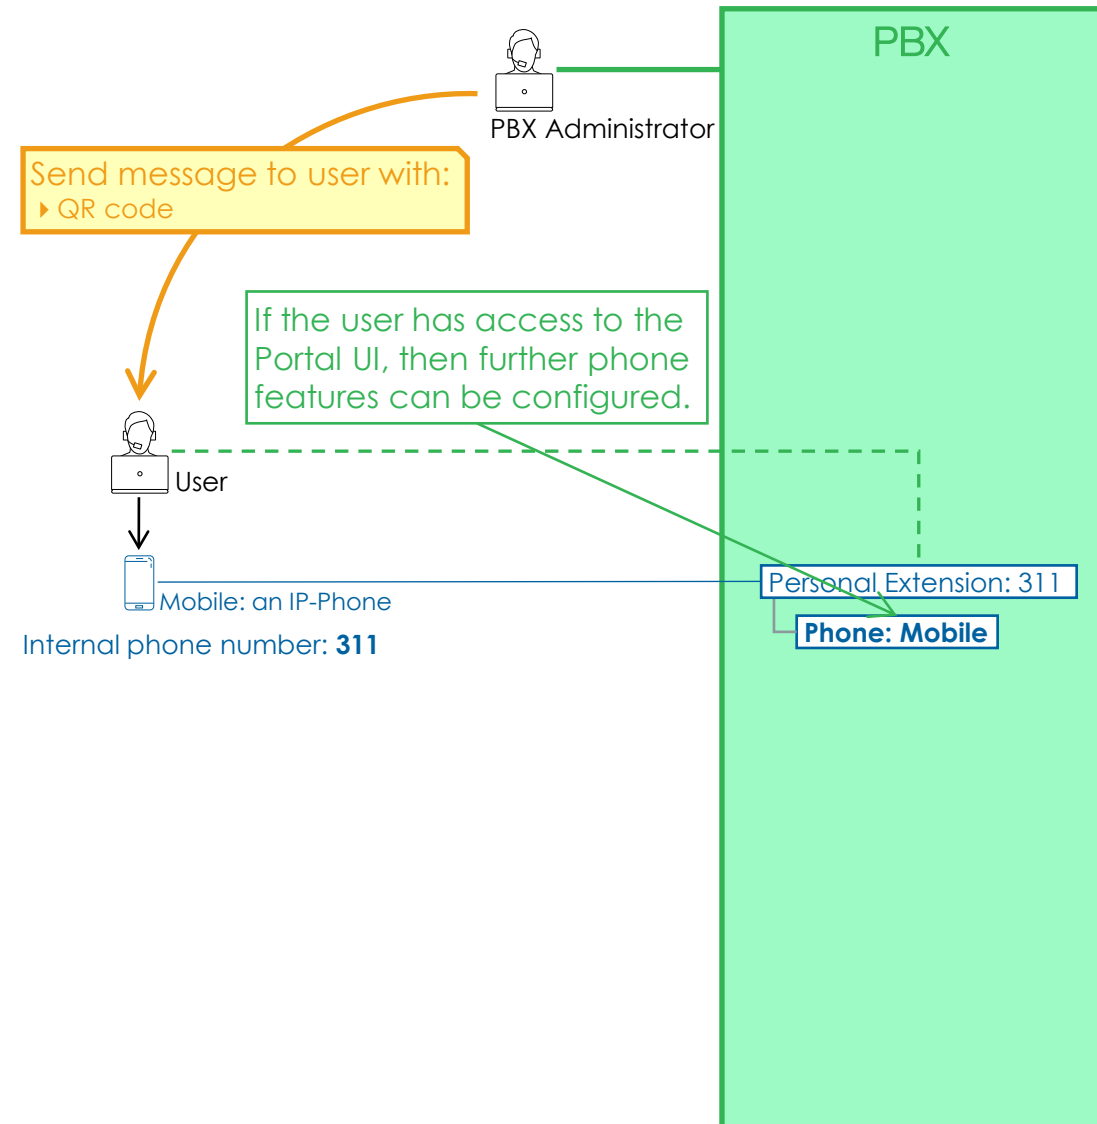 PBX
PBX Administrator
Send message to user with:
QR code
If the user has access to the
Portal UI, then further phone
features can be configured.
User
Personal Extension: 311
Mobile: an IP-Phone
Phone: Mobile
Internal phone number: 311